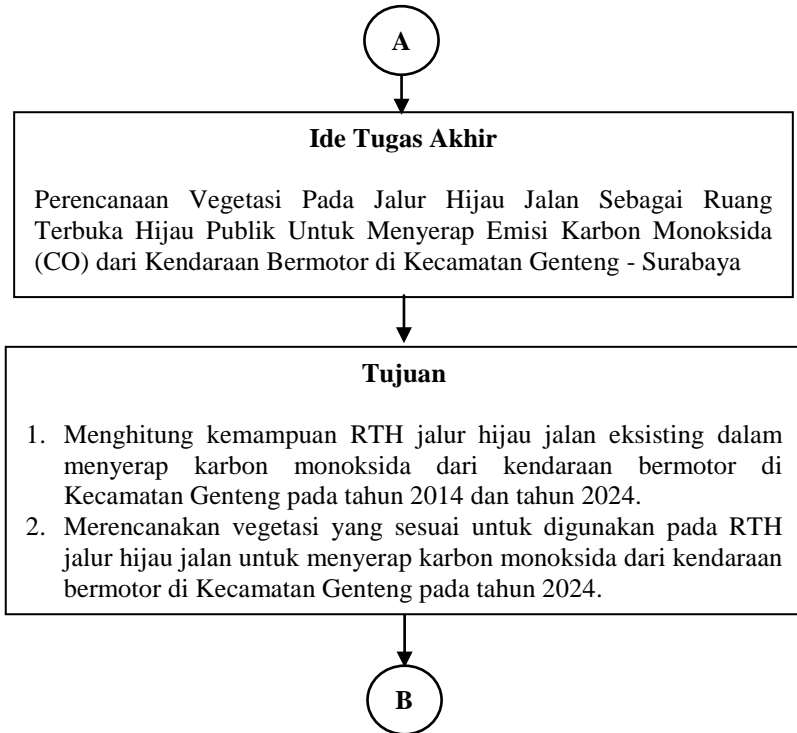 A
Ide Tugas Akhir
Perencanaan Vegetasi Pada Jalur Hijau Jalan Sebagai Ruang
Terbuka Hijau Publik Untuk Menyerap Emisi Karbon Monoksida
(CO) dari Kendaraan Bermotor di Kecamatan Genteng - Surabaya
Tujuan
1. Menghitung kemampuan RTH jalur hijau jalan eksisting dalam
menyerap karbon monoksida dari kendaraan bermotor di
Kecamatan Genteng pada tahun 2014 dan tahun 2024.
2. Merencanakan vegetasi yang sesuai untuk digunakan pada RTH
jalur hijau jalan untuk menyerap karbon monoksida dari kendaraan
bermotor di Kecamatan Genteng pada tahun 2024.
B